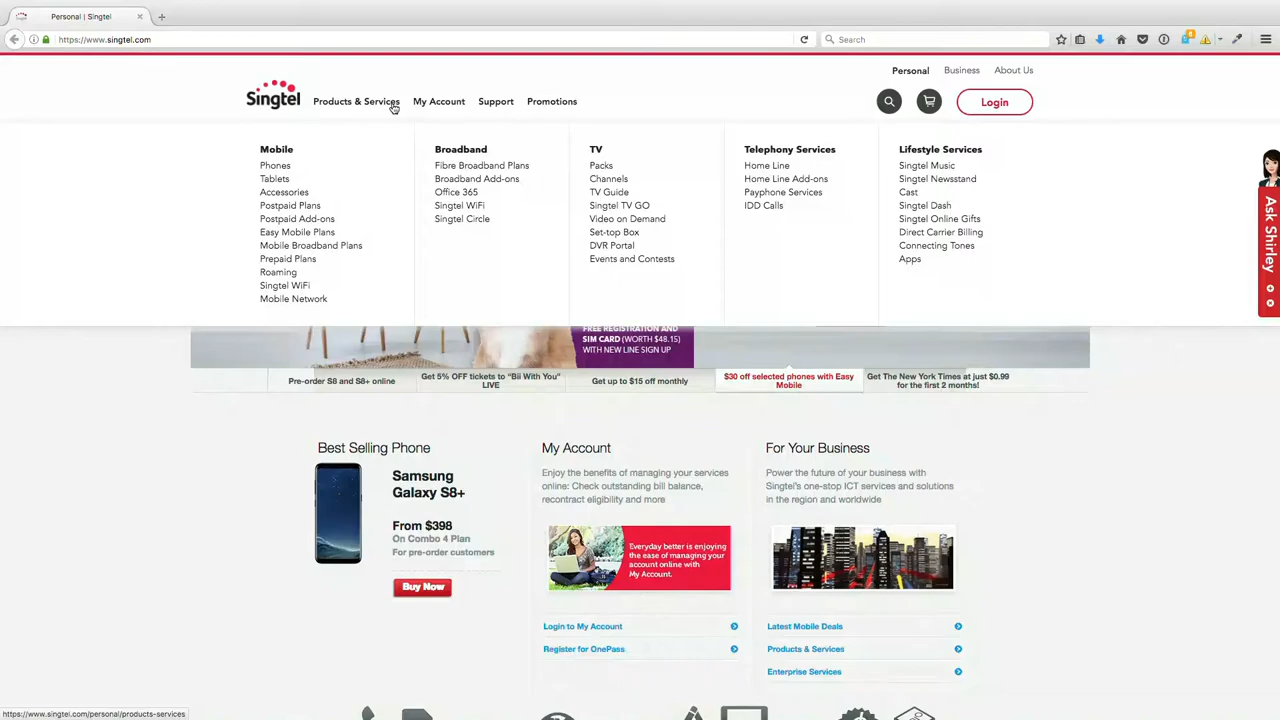 Personal | Singtel
https://www.singtel.com
Search
Personal
Business
About Us
Singtel
Products & Services
My Account
Support
Promotions
Login
Mobile
Phones
Tablets
Accessories
Postpaid Plans
Postpaid Add-ons
Easy Mobile Plans
Mobile Broadband Plans
Prepaid Plans
Roaming
Singtel WiFi
Mobile Network
Broadband
Fibre Broadband Plans
Broadband Add-ons
Office 365
Singtel WiFi
Singtel Circle
TV
Packs
Channels
TV Guide
Singtel TV GO
Video on Demand
Set-top Box
DVR Portal
Events and Contests
Telephony Services
Home Line
Home Line Add-ons
Payphone Services
IDD Calls
Lifestyle Services
Singtel Music
Singtel Newsstand
Cast
Singtel Dash
Singtel Online Gifts
Direct Carrier Billing
Connecting Tones
Apps
Ask Shirley
FREE REGISTRATION AND
SIM CARD (WORTH $48.15)
WITH NEW LINE SIGN UP
Pre-order S8 and S8+ online
Get 5% OFF tickets to "Bii With You"
LIVE
Get up to $15 off monthly
$30 off selected phones with Easy
Mobile
Get The New York Times at just $0.99
for the first 2 months!
Best Selling Phone
Samsung
Galaxy S8+
From $398
On Combo 4 Plan
For pre-order customers
Buy Now
My Account
Enjoy the benefits of managing your services
online: Check outstanding bill balance,
recontract eligibility and more
Everyday better is enjoying
the ease of managing your
account online with
My Account.
Login to My Account
Register for OnePass
For Your Business
Power the future of your business with
Singtel's one-stop ICT services and solutions
in the region and worldwide
Latest Mobile Deals
Products & Services
Enterprise Services
https://www.singtel.com/personal/products-services